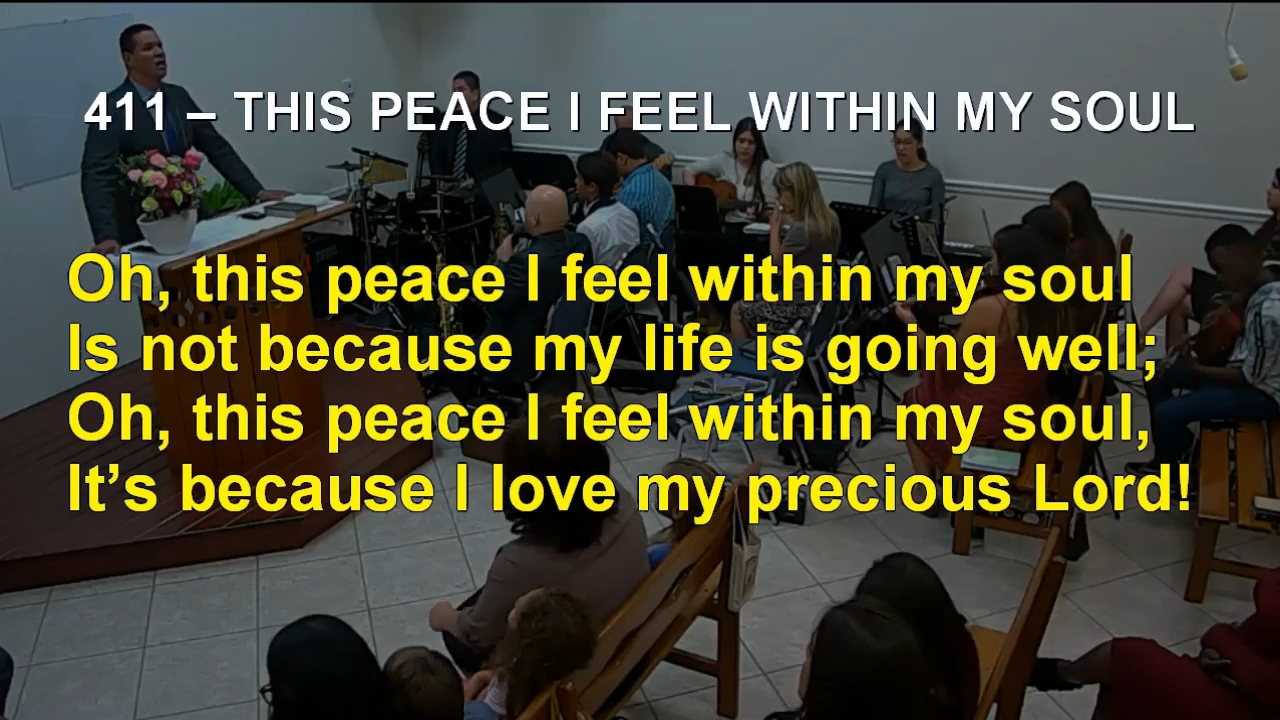 411 – THIS PEACE I FEEL WITHIN MY SOUL
Oh, this peace I feel within my soul
Is not because my life is going well;
Oh, this peace I feel within my soul,
It’s because I love my precious Lord!